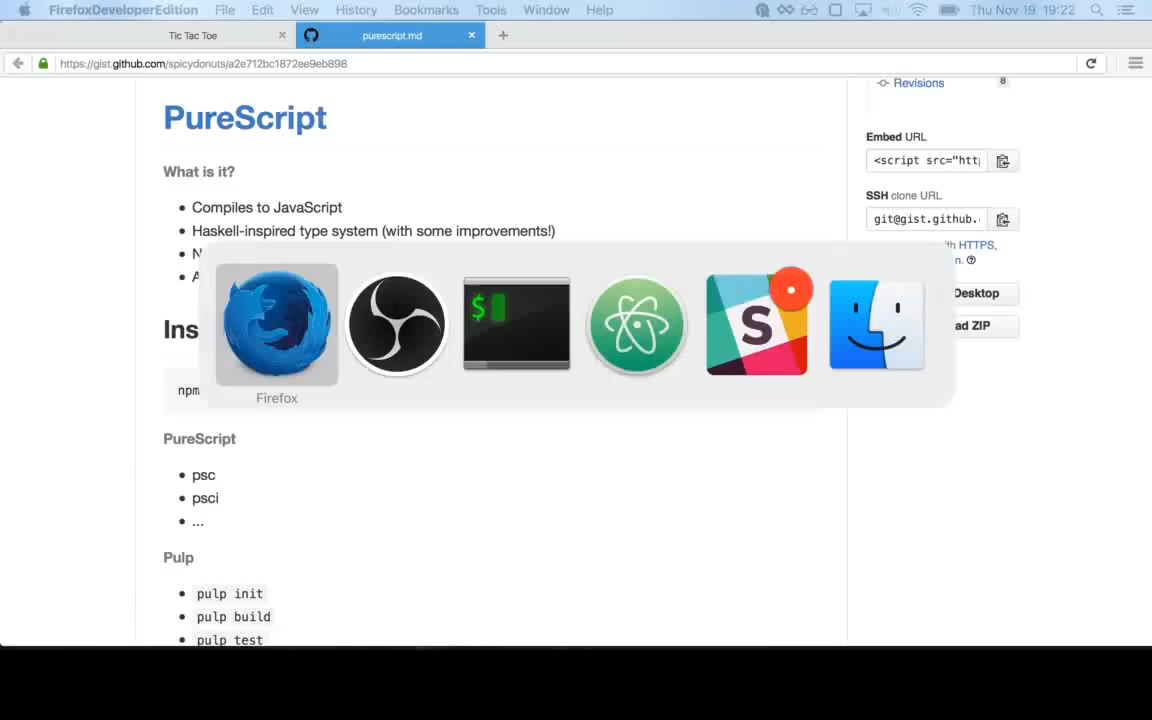 FirefoxDeveloperEdition File Edit View History Bookmarks Tools Window Help Thu Nov 19 19:22
Tic Tac Toe
purescript.md
https://gist.github.com/spicydonuts/a2e712bc1872ee9eb898
Revisions 8
PureScript
Embed URL
<script src="htt
What is it?
SSH clone URL
Compiles to JavaScript
git@gist.github.
Haskell-inspired type system (with some improvements!)
HTTPS,
Desktop
Ins
ad ZIP
$
S
npm
Firefox
PureScript
psc
psci
...
Pulp
pulp init
pulp build
pulp test